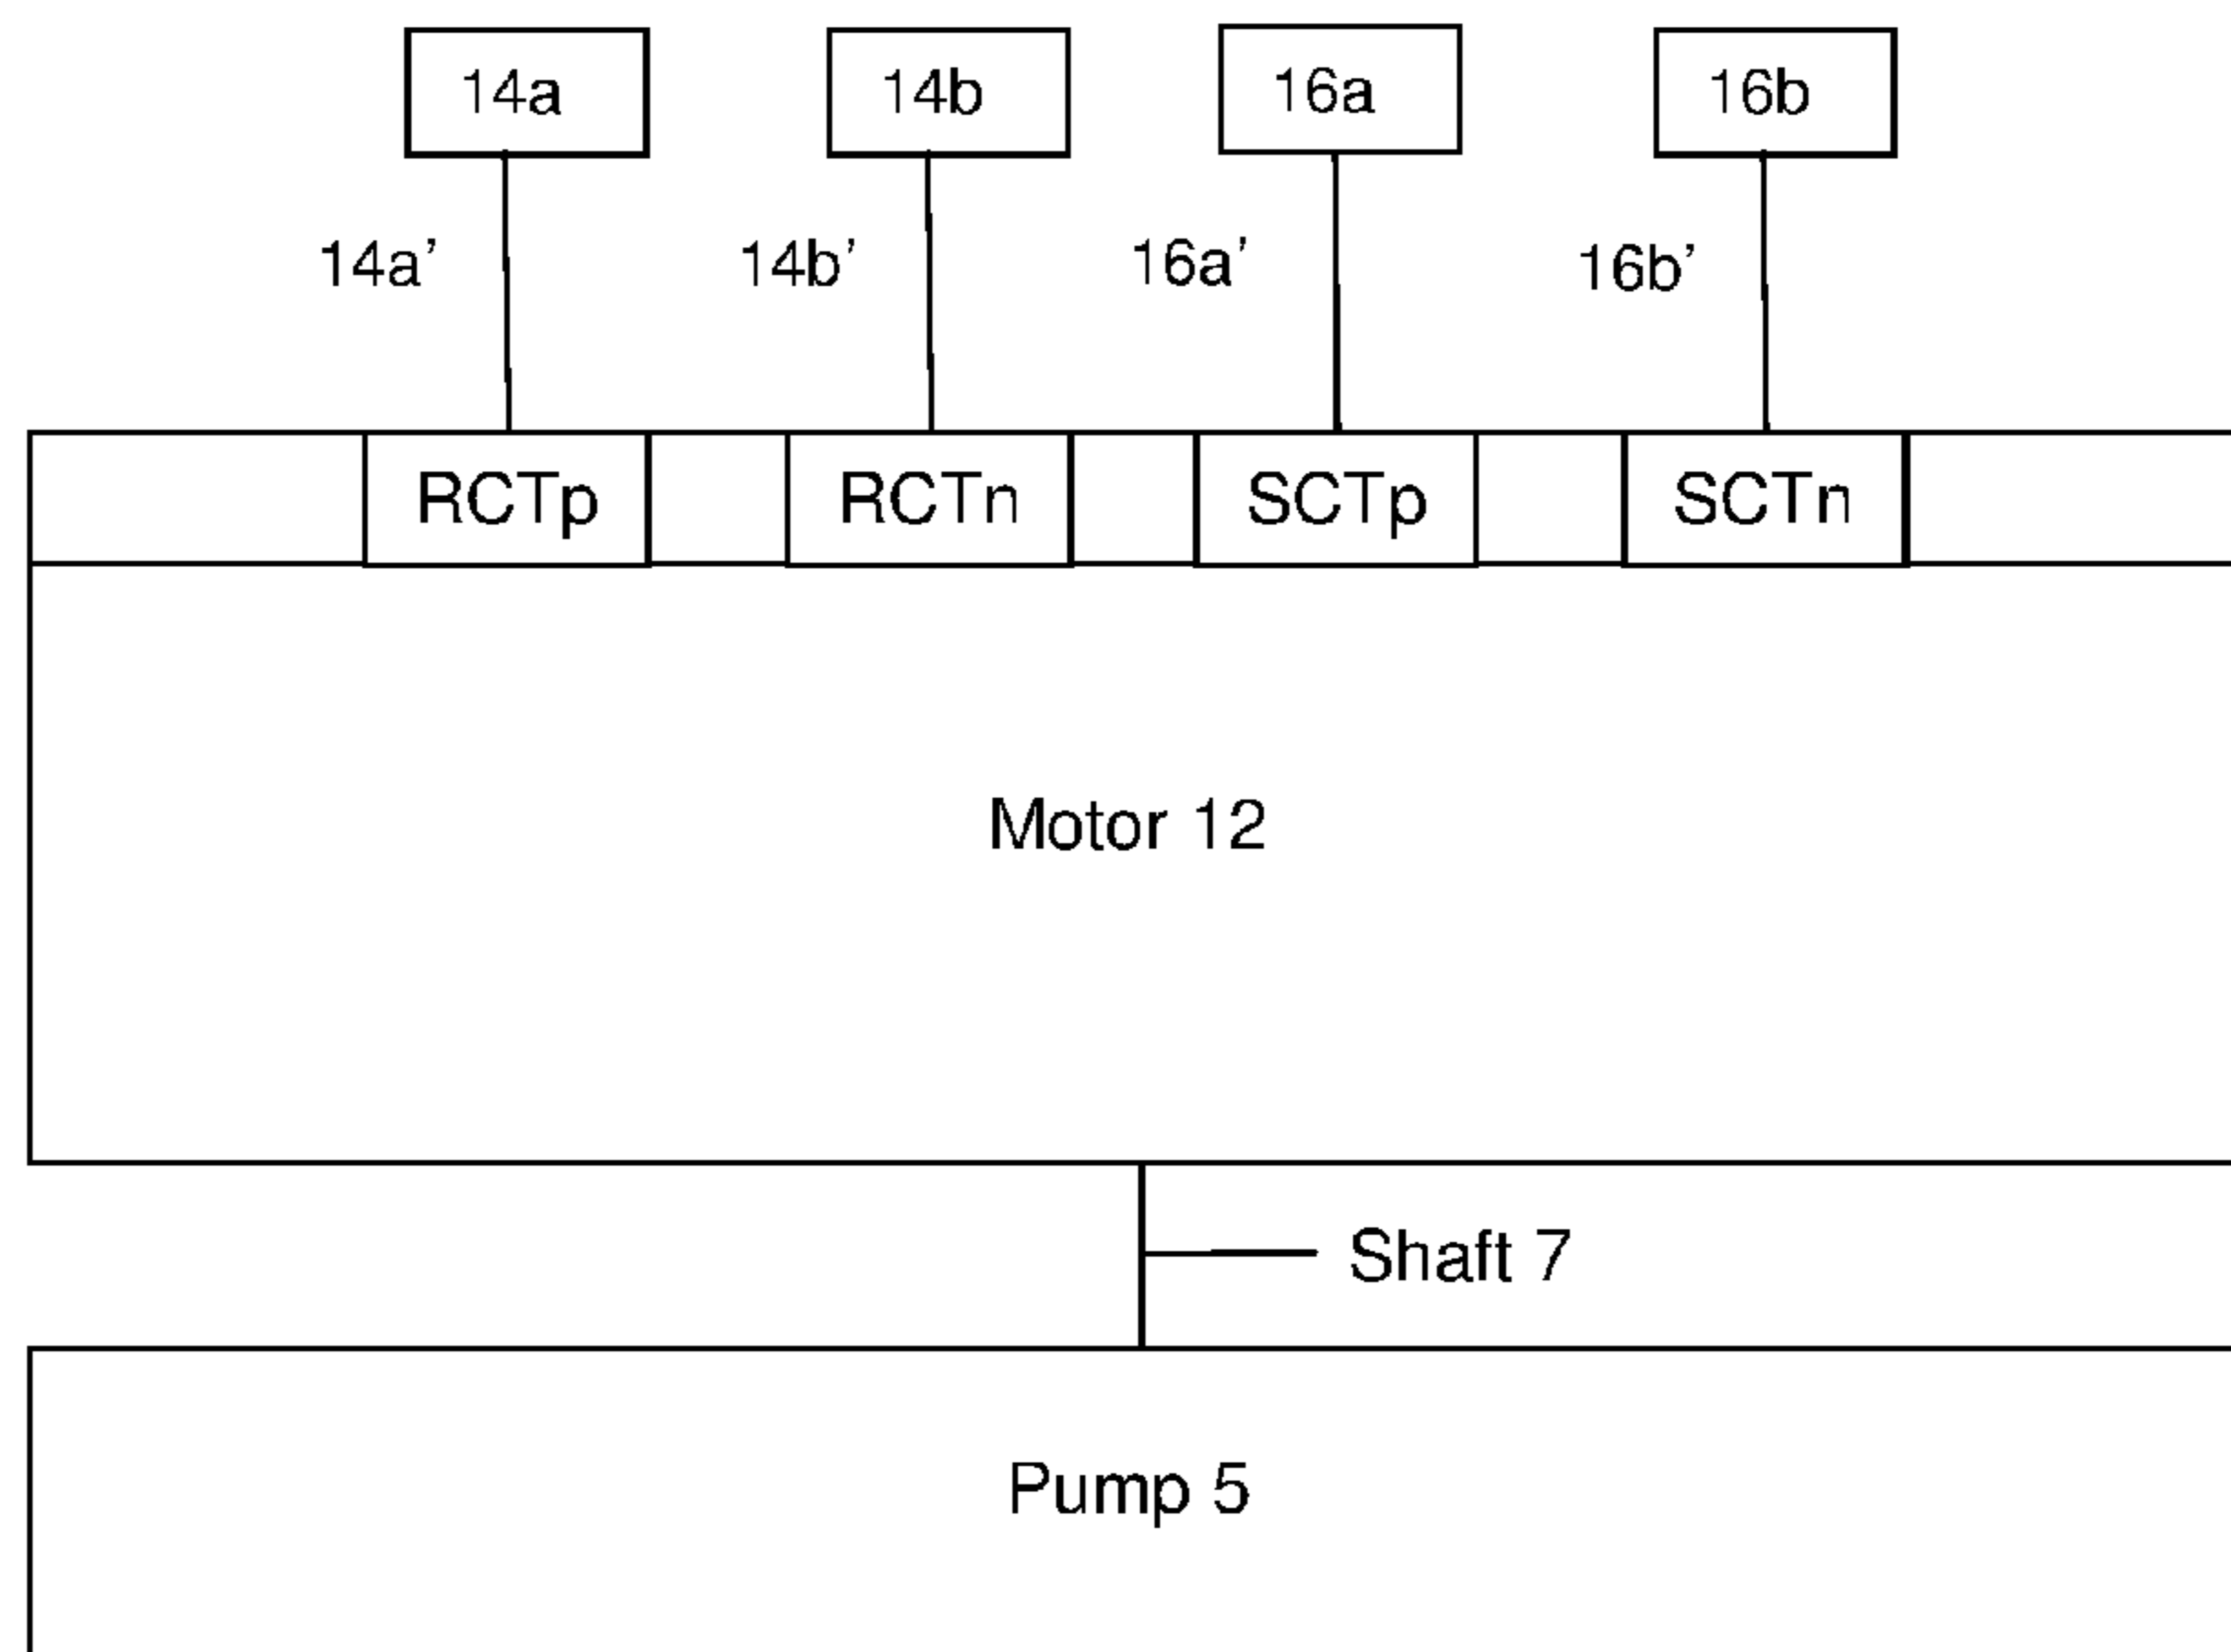 14a 14b 16a 16b
14a’ 14b’ 16a’ 16b’
RCTp RCTn SCTp SCTn
Motor 12
Shaft 7
Pump 5